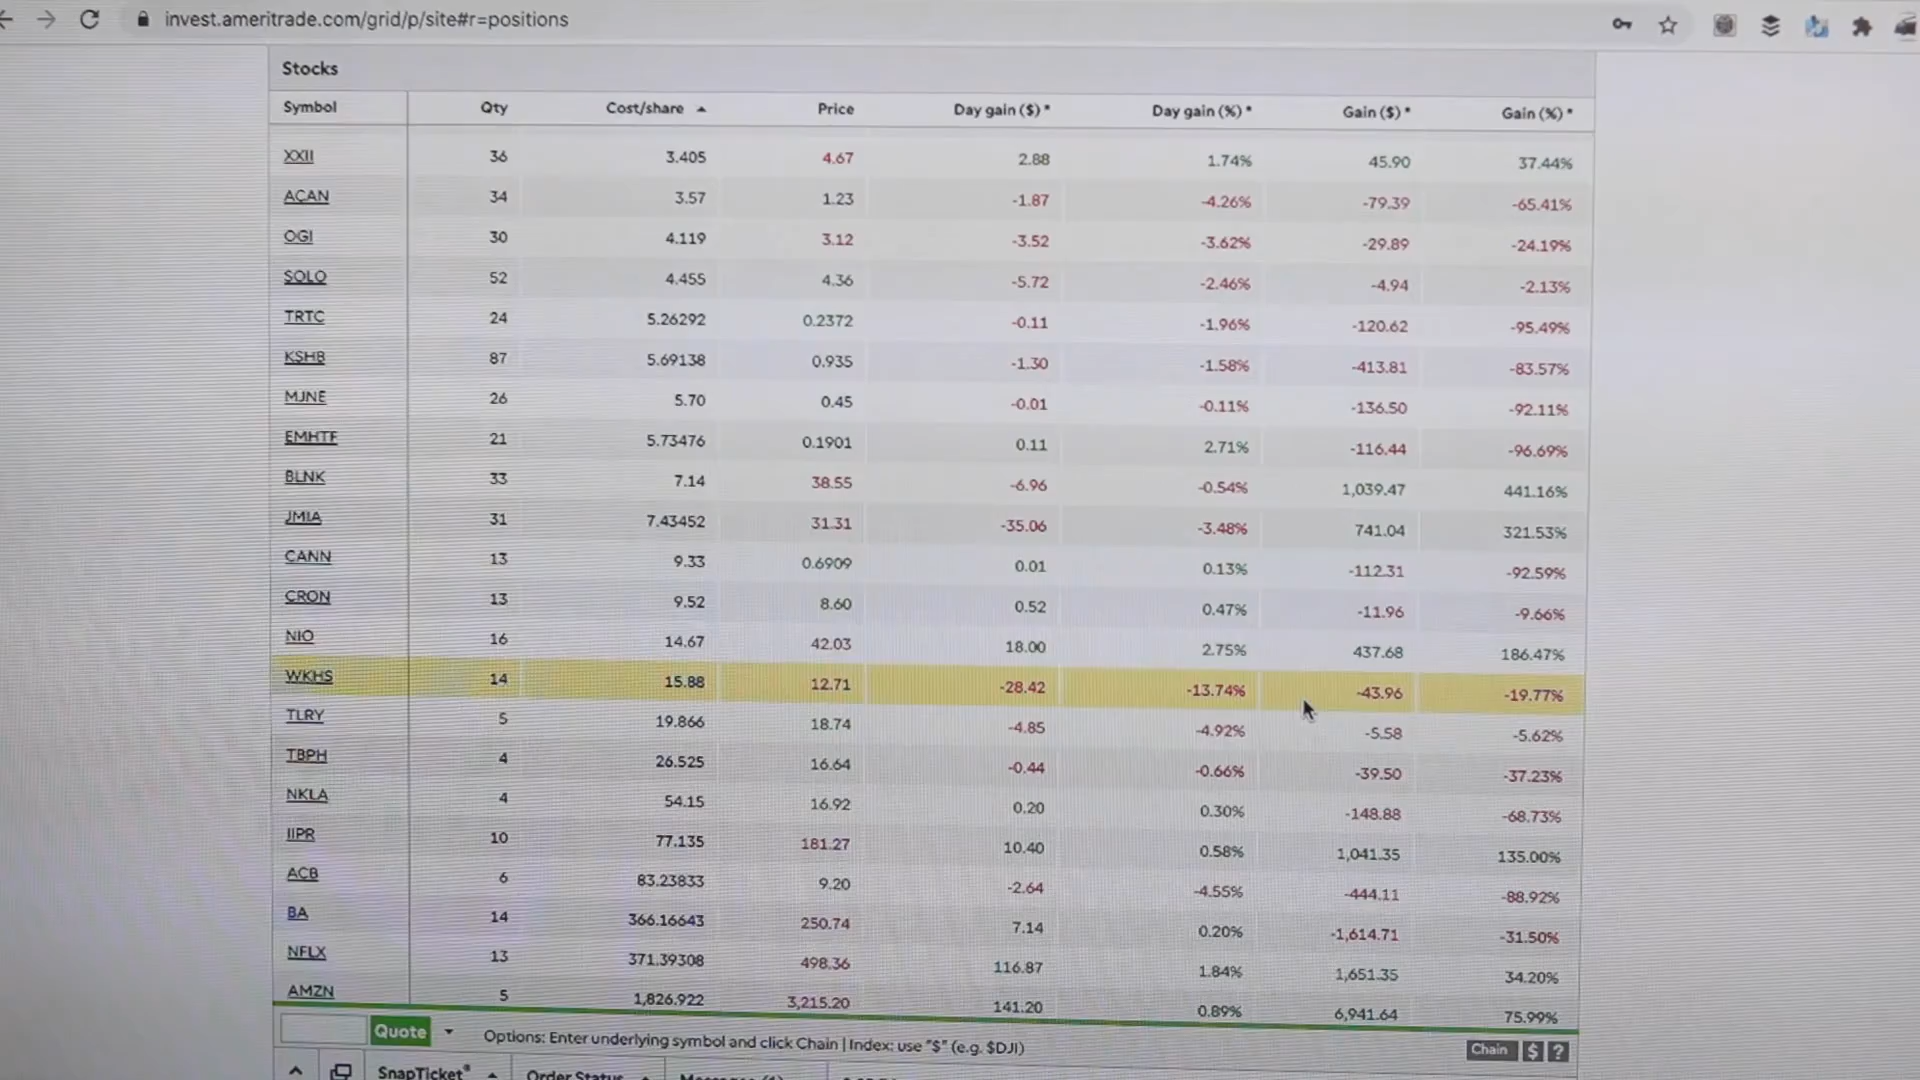 invest.ameritrade.com/grid/p/site#r=positions
Stocks
Symbol Qty Cost/share Price Day gain ($) * Day gain (%) * Gain ($) * Gain (%) *
XXII 36 3.405 4.67 2.88 1.74% 45.90 37.44%
ACAN 34 3.57 1.23 -1.87 -4.26% -79.39 -65.41%
OGI 30 4.119 3.12 -3.52 -3.62% -29.89 -24.19%
SOLO 52 4.455 4.36 -5.72 -2.46% -4.94 -2.13%
TRTC 24 5.26292 0.2372 -0.11 -1.96% -120.62 -95.49%
KSHB 87 5.69138 0.935 -1.30 -1.58% -413.81 -83.57%
MJNE 26 5.70 0.45 -0.01 -0.11% -136.50 -92.11%
EMHTF 21 5.73476 0.1901 0.11 2.71% -116.44 -96.69%
BLNK 33 7.14 38.55 -6.96 -0.54% 1,039.47 441.16%
JMIA 31 7.43452 31.31 -35.06 -3.48% 741.04 321.53%
CANN 13 9.33 0.6909 0.01 0.13% -112.31 -92.59%
CRON 13 9.52 8.60 0.52 0.47% -11.96 -9.66%
NIO 16 14.67 42.03 18.00 2.75% 437.68 186.47%
WKHS 14 15.88 12.71 -28.42 -13.74% -43.96 -19.77%
TLRY 5 19.866 18.74 -4.85 -4.92% -5.58 -5.62%
TBPH 4 26.525 16.64 -0.44 -0.66% -39.50 -37.23%
NKLA 4 54.15 16.92 0.20 0.30% -148.88 -68.73%
IIPR 10 77.135 181.27 10.40 0.58% 1,041.35 135.00%
ACB 6 83.23833 9.20 -2.64 -4.55% -444.11 -88.92%
BA 14 366.16643 250.74 7.14 0.20% -1,614.71 -31.50%
NFLX 13 371.39308 498.36 116.87 1.84% 1,651.35 34.20%
AMZN 5 1,826.922 3,215.20 141.20 0.89% 6,941.64 75.99%
Quote Options: Enter underlying symbol and click Chain | Index: use "$" (e.g. $DJI) Chain $ ?
SnapTicket® Order Status